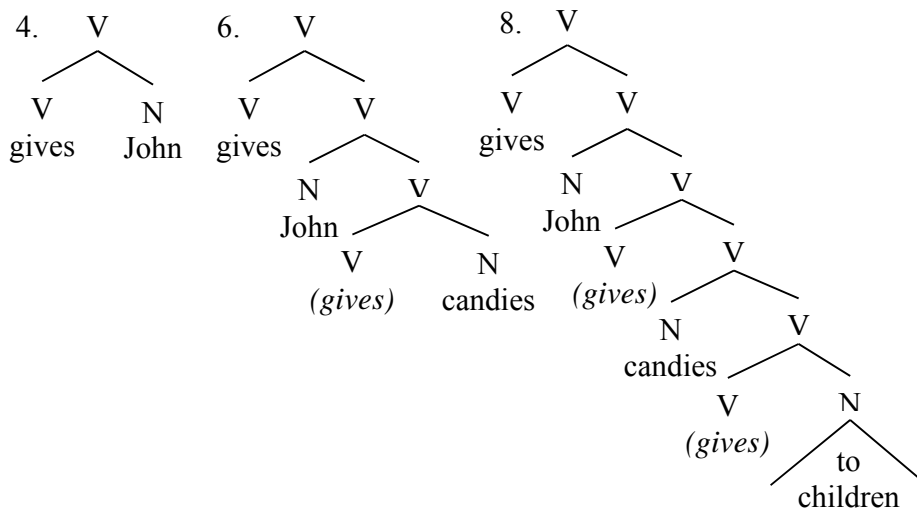 4. V 6. V 8. V
V N V V V V
gives John gives gives
N V N V
John John
V N V V
(gives) candies (gives)
N V
candies
V N
(gives) to
children